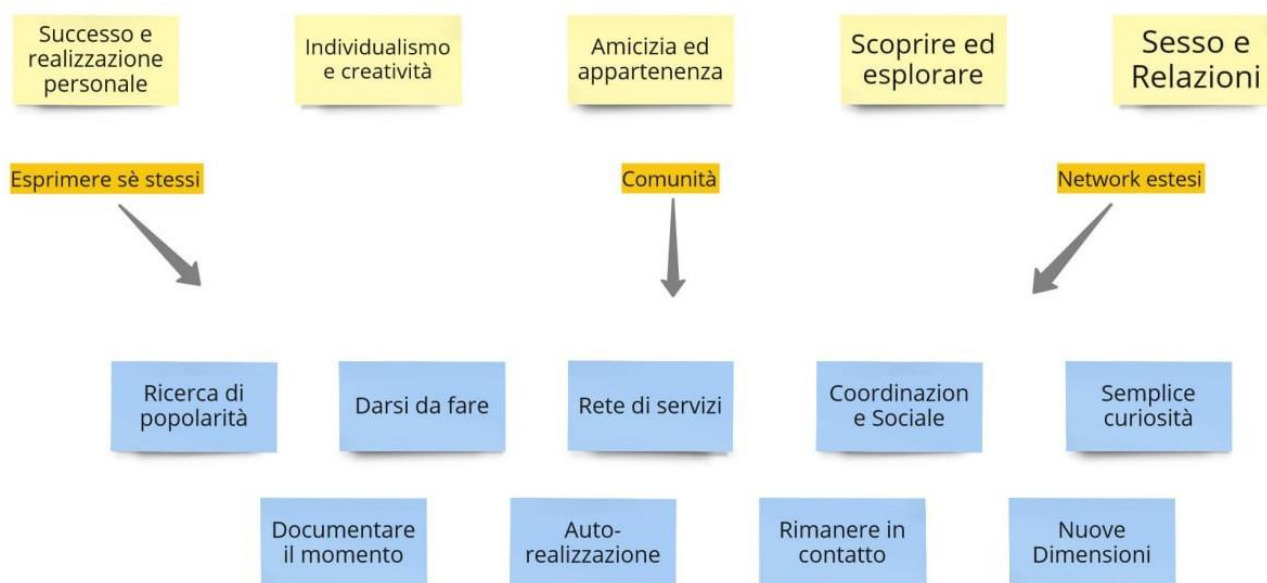 Successo e
realizzazione
personale
Individualismo
e creatività
Amicizia ed
appartenenza
Scoprire ed
esplorare
Sesso e
Relazioni
Esprimere sè stessi
Comunità
Network estesi
Ricerca di
popolarità
Darsi da fare
Rete di servizi
Coordinazion
e Sociale
Semplice
curiosità
Documentare
il momento
Auto-
realizzazione
Rimanere in
contatto
Nuove
Dimensioni